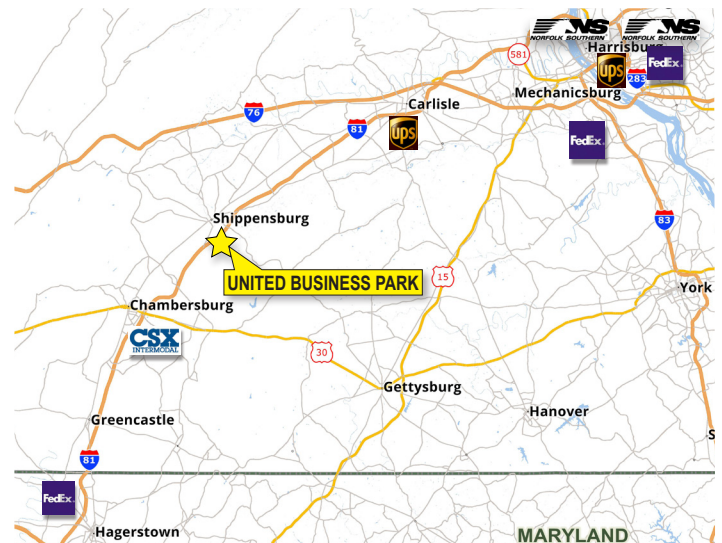 NS NS
NORFOLK SOUTHERN NORFOLK SOUTHERN
Harrisburg
581
ups
FedEx
283
Mechanicsburg
Carlisle
76
81
ups
FedEx
Shippensburg
83
UNITED BUSINESS PARK
15
York
Chambersburg
CSX
INTERMODAL
30
Gettysburg
Hanover
Greencastle
S
81
FedEx
Hagerstown
MARYLAND